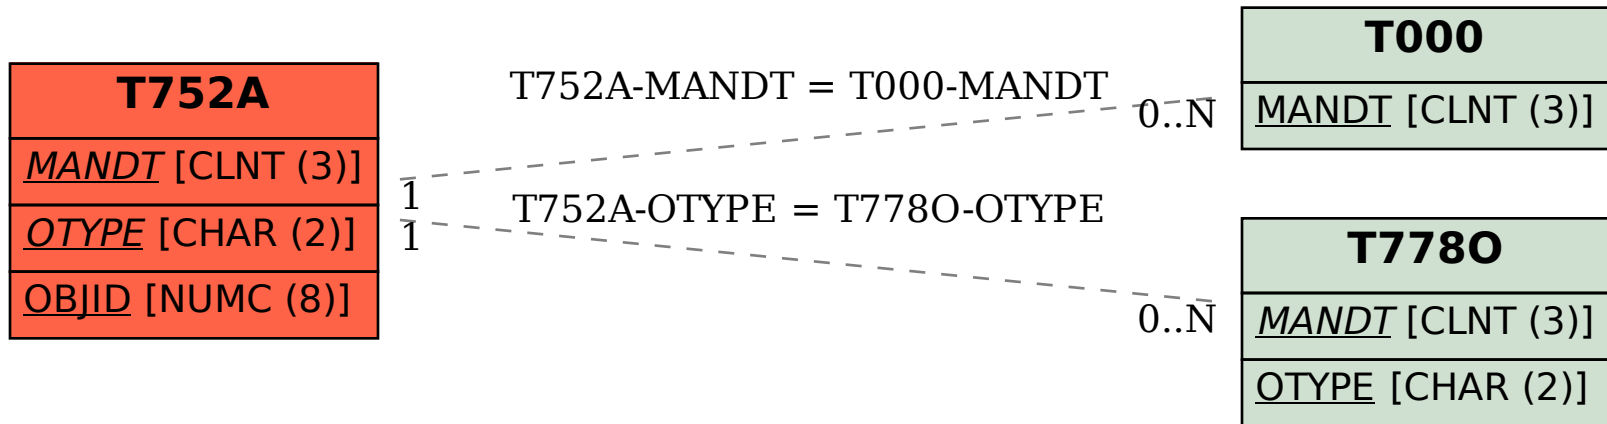 T752A
MANDT [CLNT (3)]
OTYPE [CHAR (2)]
OBJID [NUMC (8)]
T752A-MANDT = T000-MANDT
1
0..N
T752A-OTYPE = T778O-OTYPE
1
0..N
T000
MANDT [CLNT (3)]
T778O
MANDT [CLNT (3)]
OTYPE [CHAR (2)]